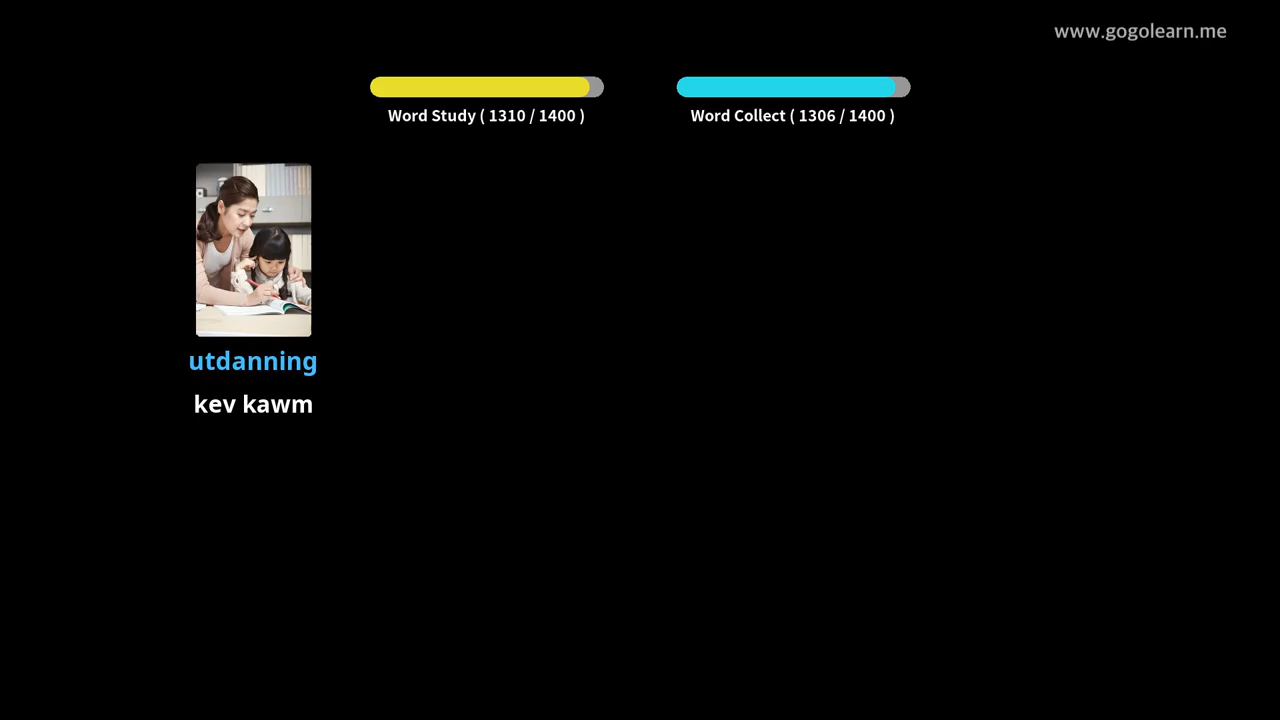 www.gogolearn.me
Word Study ( 1310 / 1400 )
Word Collect ( 1306 / 1400 )
utdanning
kev kawm